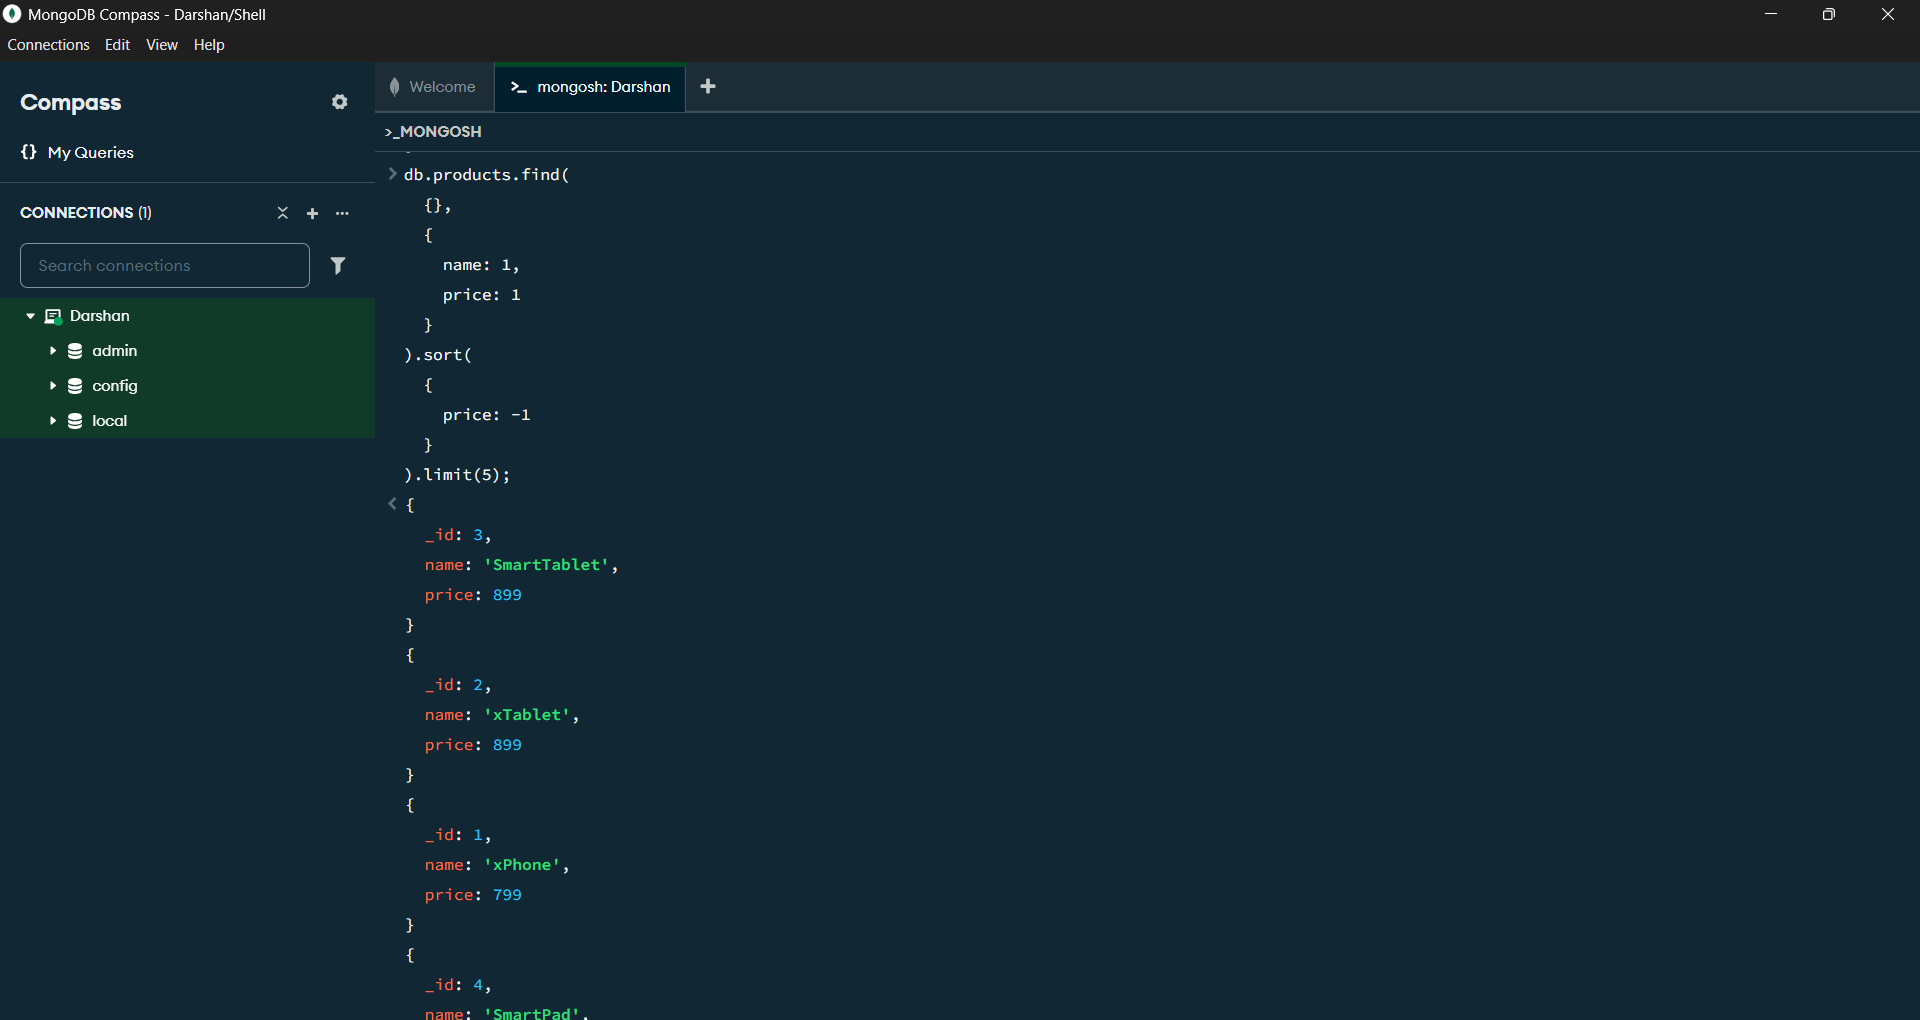 MongoDB Compass - Darshan/Shell
Connections Edit View Help
Compass
{} My Queries
CONNECTIONS (1)
Search connections
Darshan
admin
config
local
Welcome
>_ mongosh: Darshan
>_MONGOSH
> db.products.find(
{},
{
name: 1,
price: 1
}
).sort(
{
price: -1
}
).limit(5);
< {
_id: 3,
name: 'SmartTablet',
price: 899
}
{
_id: 2,
name: 'xTablet',
price: 899
}
{
_id: 1,
name: 'xPhone',
price: 799
}
{
_id: 4,
name: 'SmartPad',